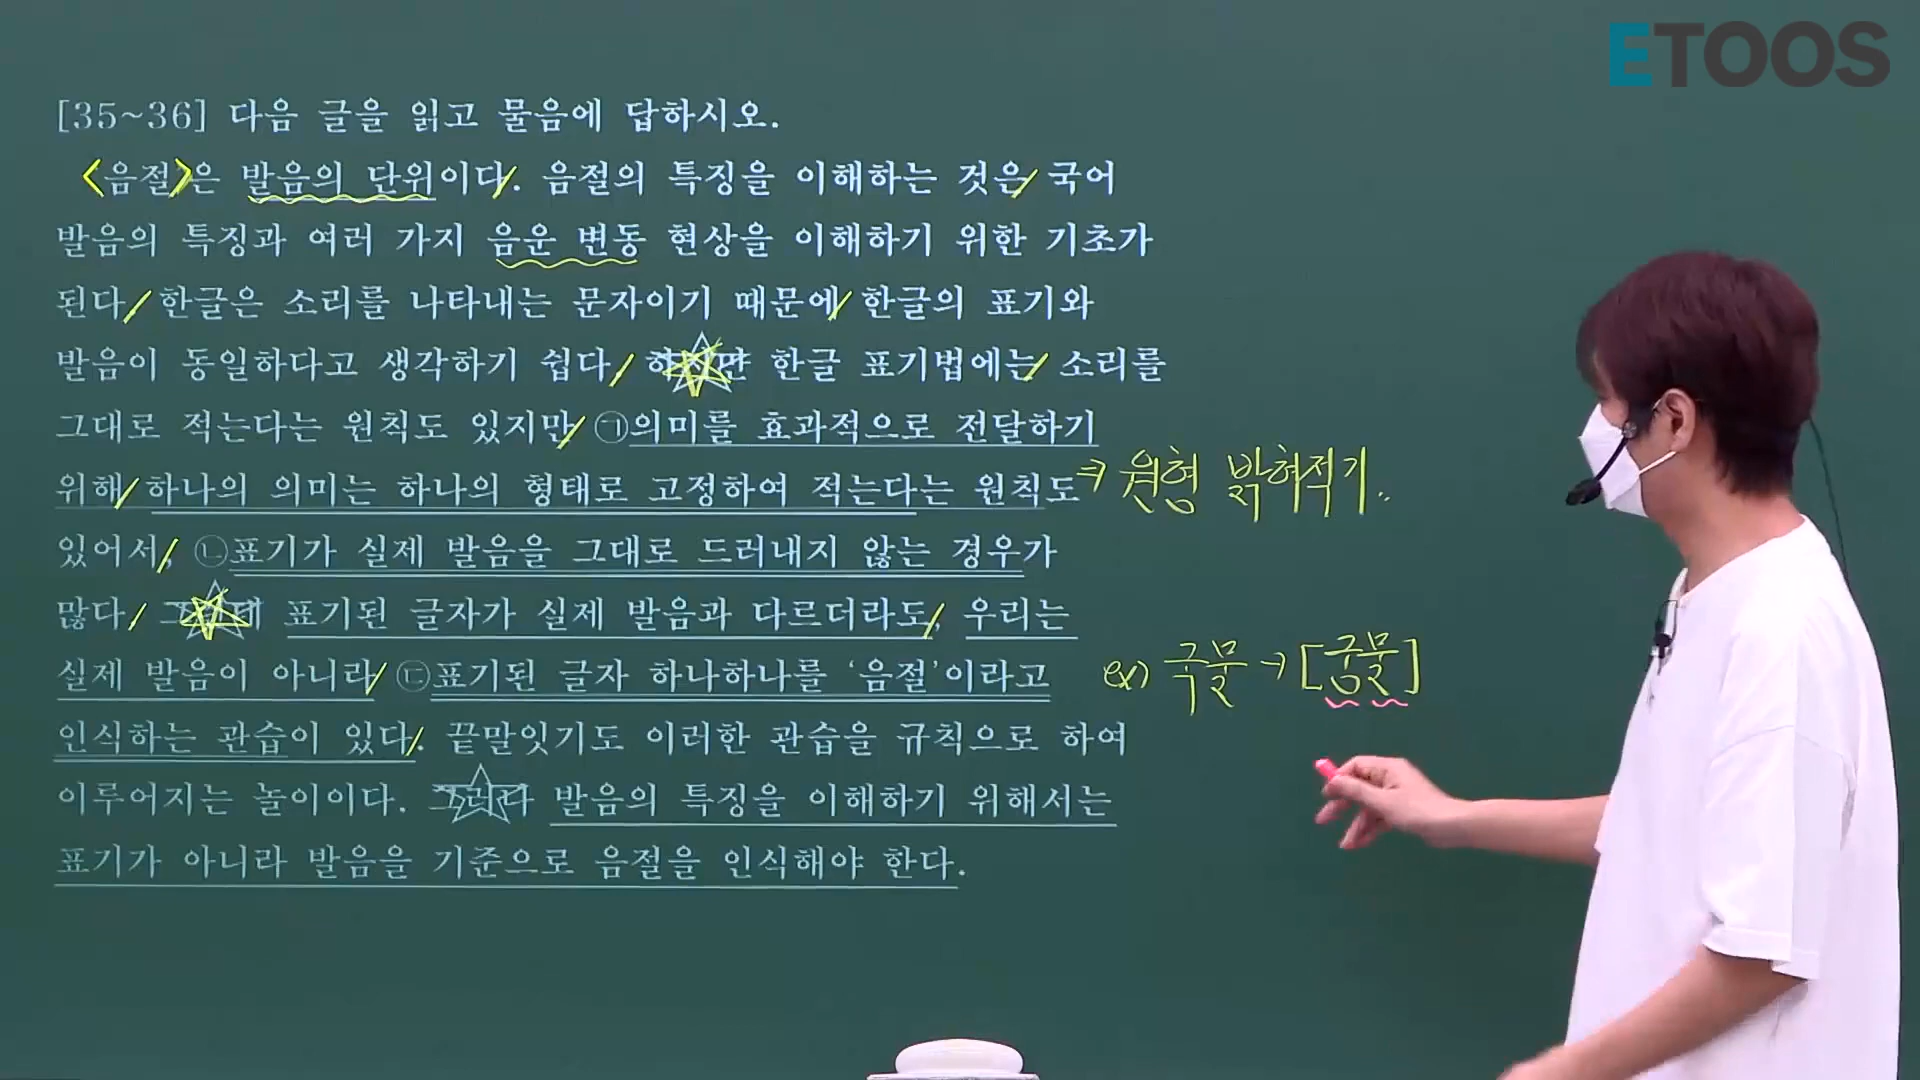 ETOOS
[35~36] 다음 글을 읽고 물음에 답하시오.
<음절>은 발음의 단위이다. 음절의 특징을 이해하는 것은 국어
발음의 특징과 여러 가지 음운 변동 현상을 이해하기 위한 기초가
된다. 한글은 소리를 나타내는 문자이기 때문에 한글의 표기와
발음이 동일하다고 생각하기 쉽다. 하지만 한글 표기법에는 소리를
그대로 적는다는 원칙도 있지만, ㉠의미를 효과적으로 전달하기
위해 하나의 의미는 하나의 형태로 고정하여 적는다는 원칙도
⇒ 원형 밝혀적기..
있어서, ㉡표기가 실제 발음을 그대로 드러내지 않는 경우가
많다. 그런데 표기된 글자가 실제 발음과 다르더라도, 우리는
실제 발음이 아니라 ㉢표기된 글자 하나하나를 '음절'이라고
ex) 국물 → [궁물]
인식하는 관습이 있다. 끝말잇기도 이러한 관습을 규칙으로 하여
이루어지는 놀이이다. 그러나 발음의 특징을 이해하기 위해서는
표기가 아니라 발음을 기준으로 음절을 인식해야 한다.